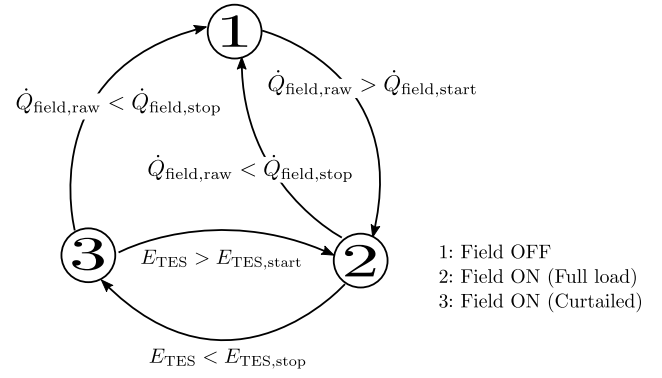 1
Q̇field,raw > Q̇field,start
Q̇field,raw < Q̇field,stop
Q̇field,raw < Q̇field,stop
3
ETES > ETES,start
2
1: Field OFF
2: Field ON (Full load)
3: Field ON (Curtailed)
ETES < ETES,stop